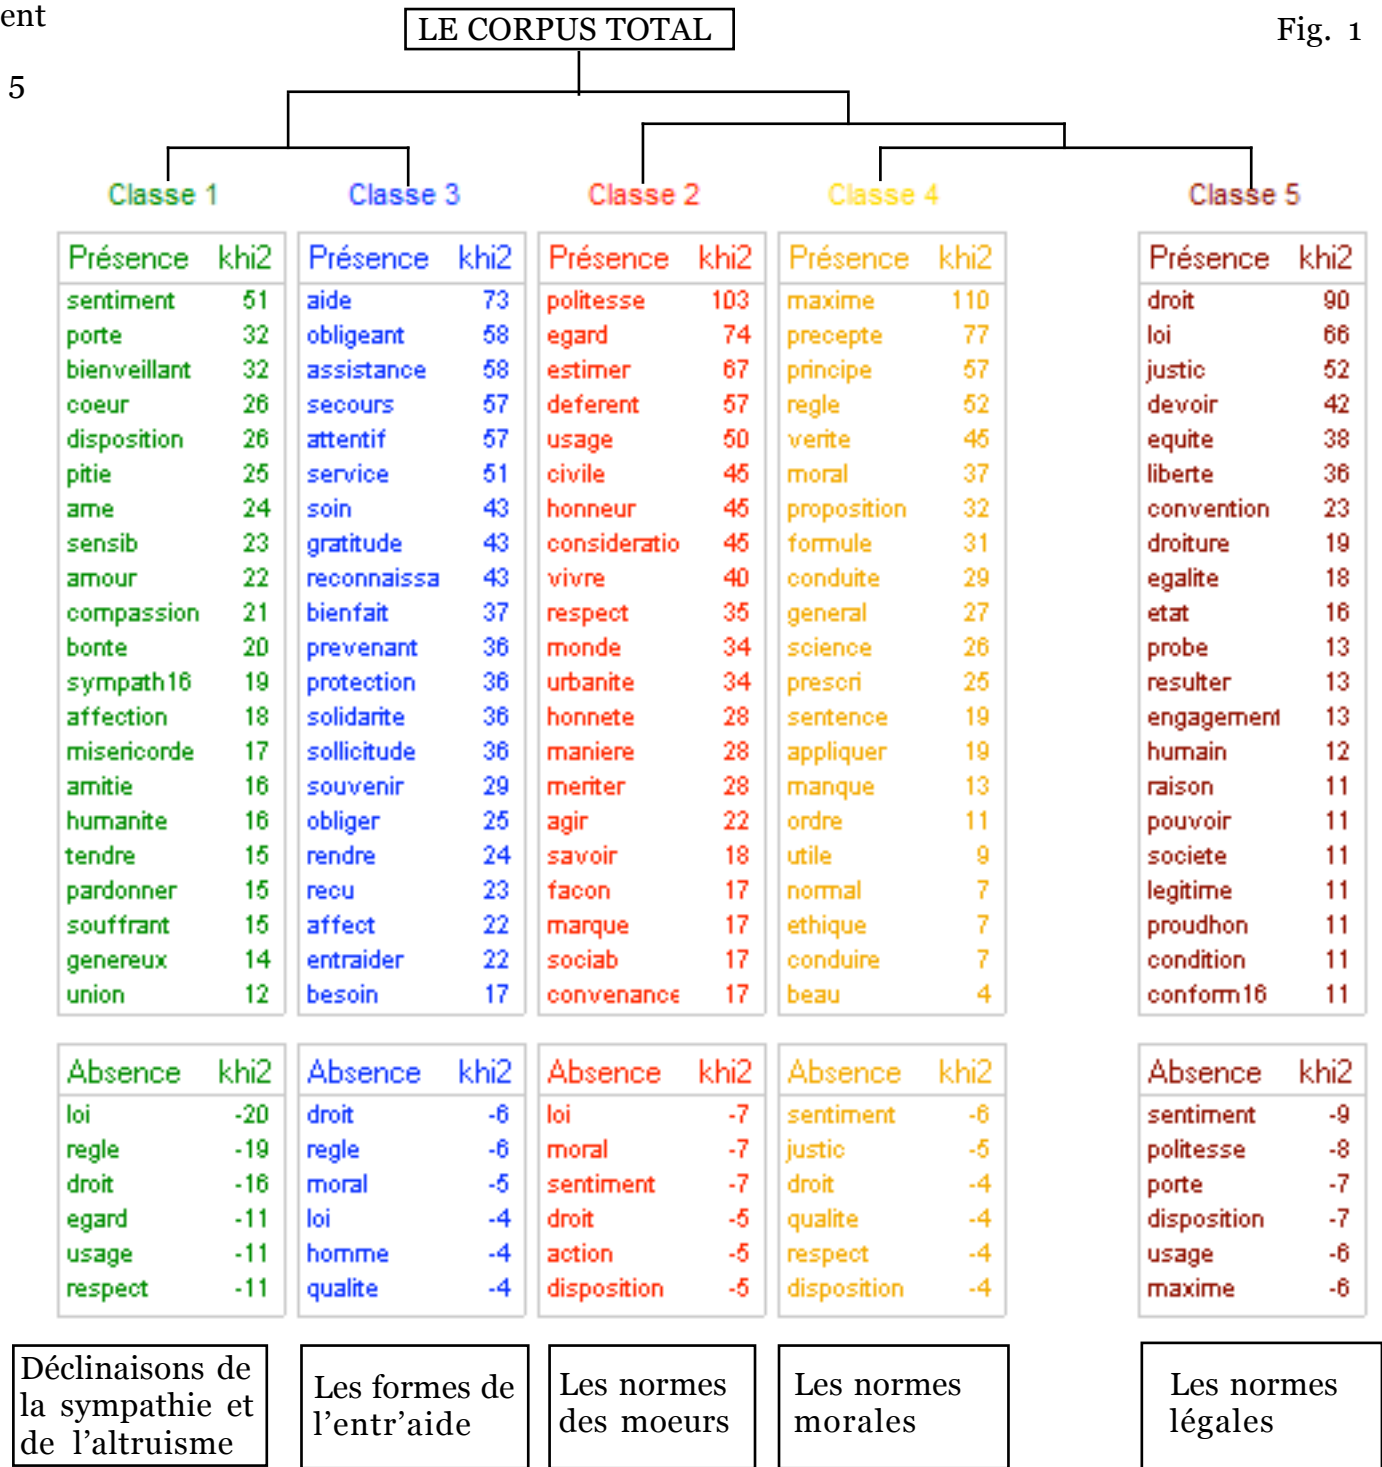 ent
LE CORPUS TOTAL
Fig. 1
5
Classe 1 Classe 3 Classe 2 Classe 4 Classe 5
Présence khi2 Présence khi2 Présence khi2 Présence khi2 Présence khi2
sentiment 51 aide 73 politesse 103 maxime 110 droit 90
porte 32 obligeant 58 egard 74 precepte 77 loi 66
bienveillant 32 assistance 58 estimer 67 principe 57 justic 52
coeur 26 secours 57 deferent 57 regle 52 devoir 42
disposition 26 attentif 57 usage 50 verite 45 equite 38
pitie 25 service 51 civile 45 moral 37 liberte 36
ame 24 soin 43 honneur 45 proposition 32 convention 23
sensib 23 gratitude 43 consideratio 45 formule 31 droiture 19
amour 22 reconnaissa 43 vivre 40 conduite 29 egalite 18
compassion 21 bienfait 37 respect 35 general 27 etat 16
bonte 20 prevenant 36 monde 34 science 26 probe 13
sympath16 19 protection 36 urbanite 34 prescri 25 resulter 13
affection 18 solidarite 36 honnete 28 sentence 19 engagement 13
misericorde 17 sollicitude 36 maniere 28 appliquer 19 humain 12
amitie 16 souvenir 29 meriter 28 manque 13 raison 11
humanite 16 obliger 25 agir 22 ordre 11 pouvoir 11
tendre 15 rendre 24 savoir 18 utile 9 societe 11
pardonner 15 recu 23 facon 17 normal 7 legitime 11
souffrant 15 affect 22 marque 17 ethique 7 proudhon 11
genereux 14 entraider 22 sociab 17 conduire 7 condition 11
union 12 besoin 17 convenance 17 beau 4 conform16 11
Absence khi2 Absence khi2 Absence khi2 Absence khi2 Absence khi2
loi -20 droit -6 loi -7 sentiment -6 sentiment -9
regle -19 regle -6 moral -7 justic -5 politesse -8
droit -16 moral -5 sentiment -7 droit -4 porte -7
egard -11 loi -4 droit -5 qualite -4 disposition -7
usage -11 homme -4 action -5 respect -4 usage -6
respect -11 qualite -4 disposition -5 disposition -4 maxime -6
Déclinaisons de
la sympathie et
de l'altruisme
Les formes de
l'entr'aide
Les normes
des moeurs
Les normes
morales
Les normes
légales